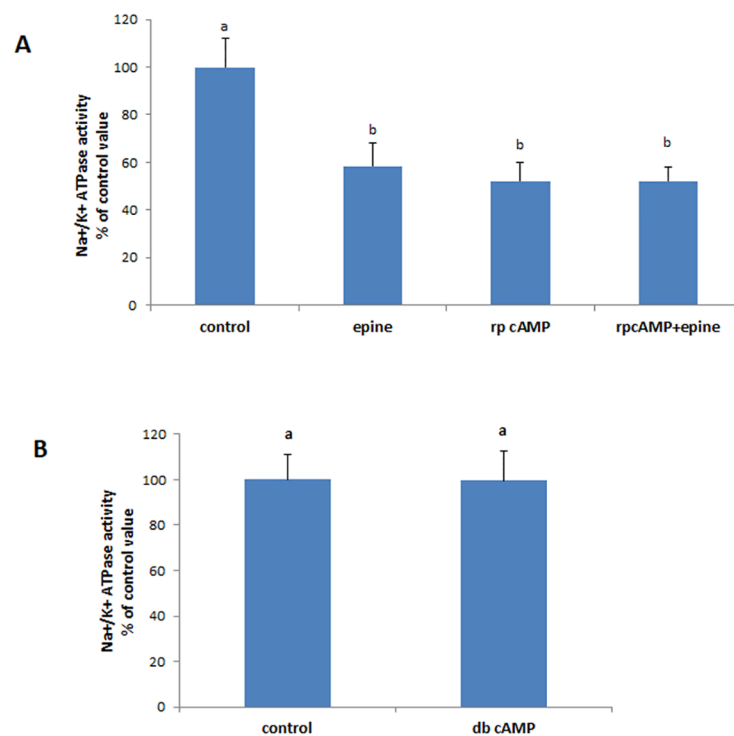 A
Na+/K+ ATPase activity
% of control value
120
100
80
60
40
20
0
a
b
b
b
control
epine
rp cAMP
rpcAMP+epine
B
Na+/K+ ATPase activity
% of control value
120
100
80
60
40
20
0
a
a
control
db cAMP